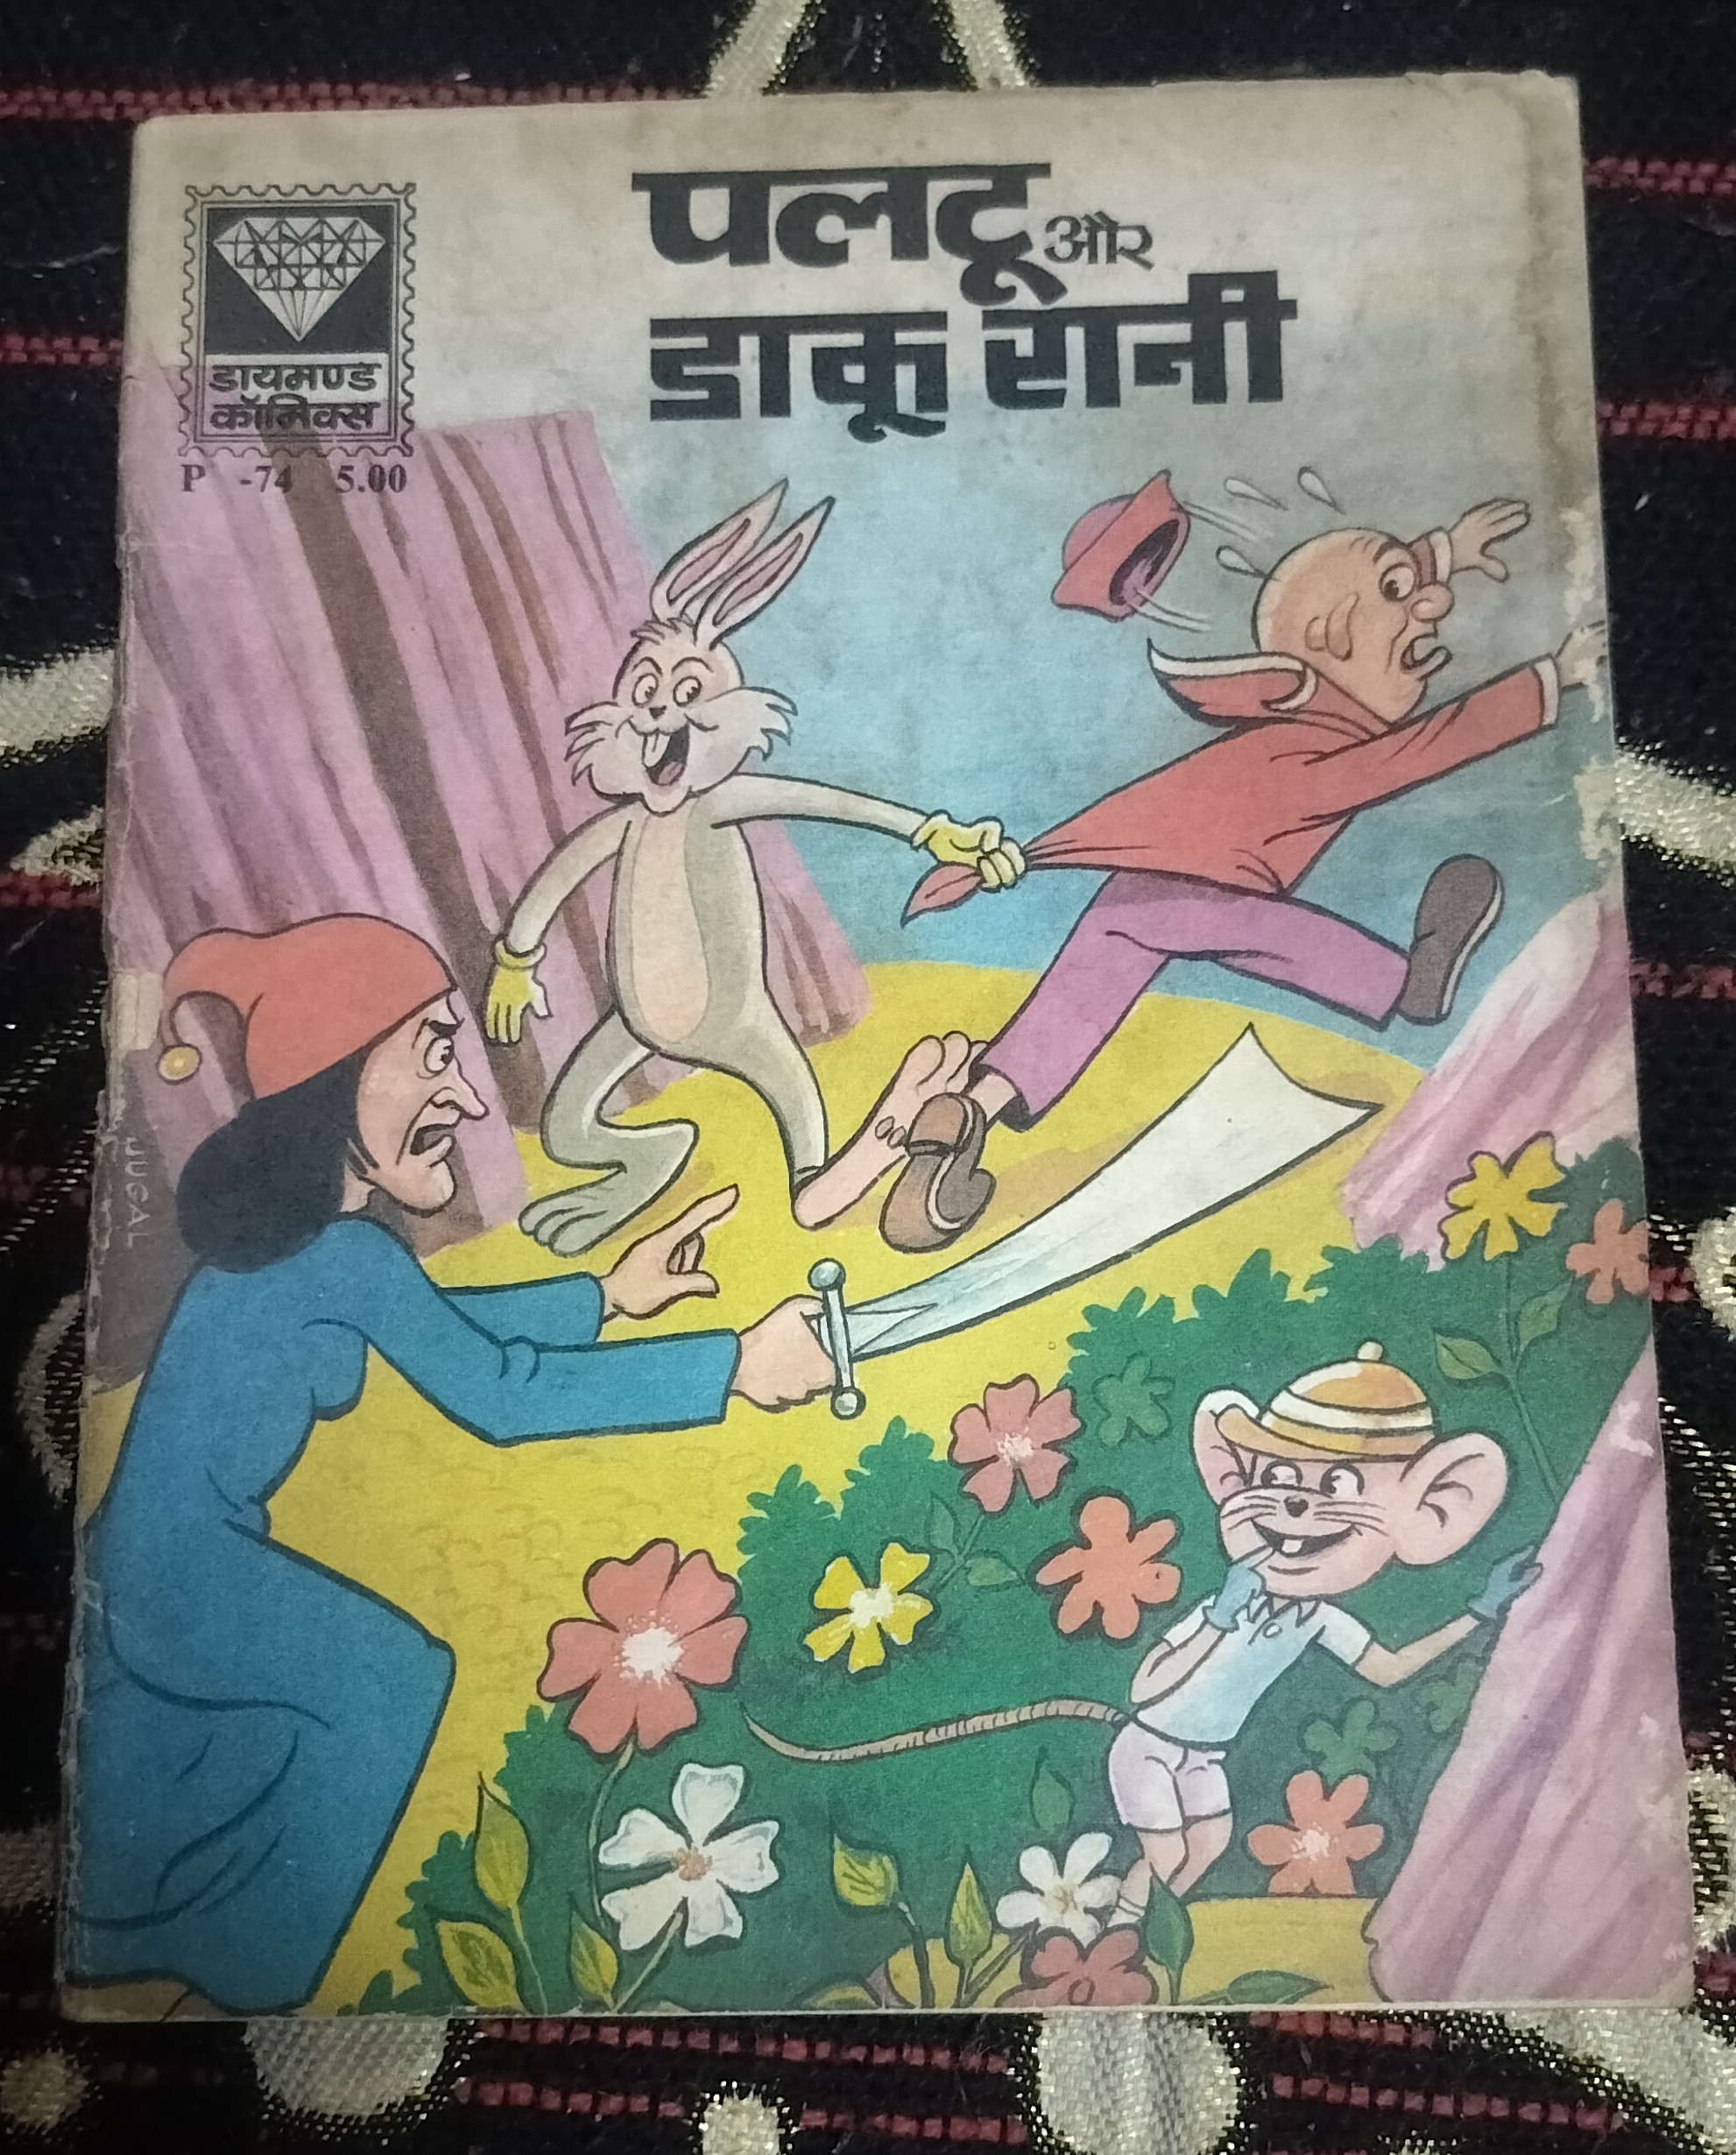 पलटू और
डाकू रानी
डायमण्ड
कॉमिक्स
P -74 5.00
JUGAL